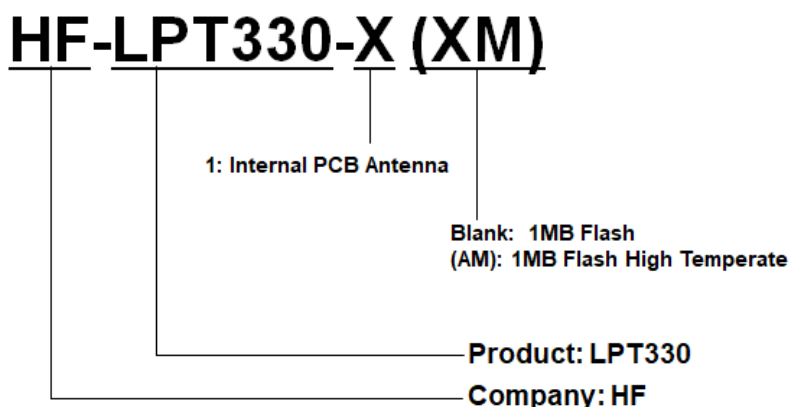 HF-LPT330-X (XM)
1: Internal PCB Antenna
Blank: 1MB Flash
(AM): 1MB Flash High Temperate
Product: LPT330
Company: HF